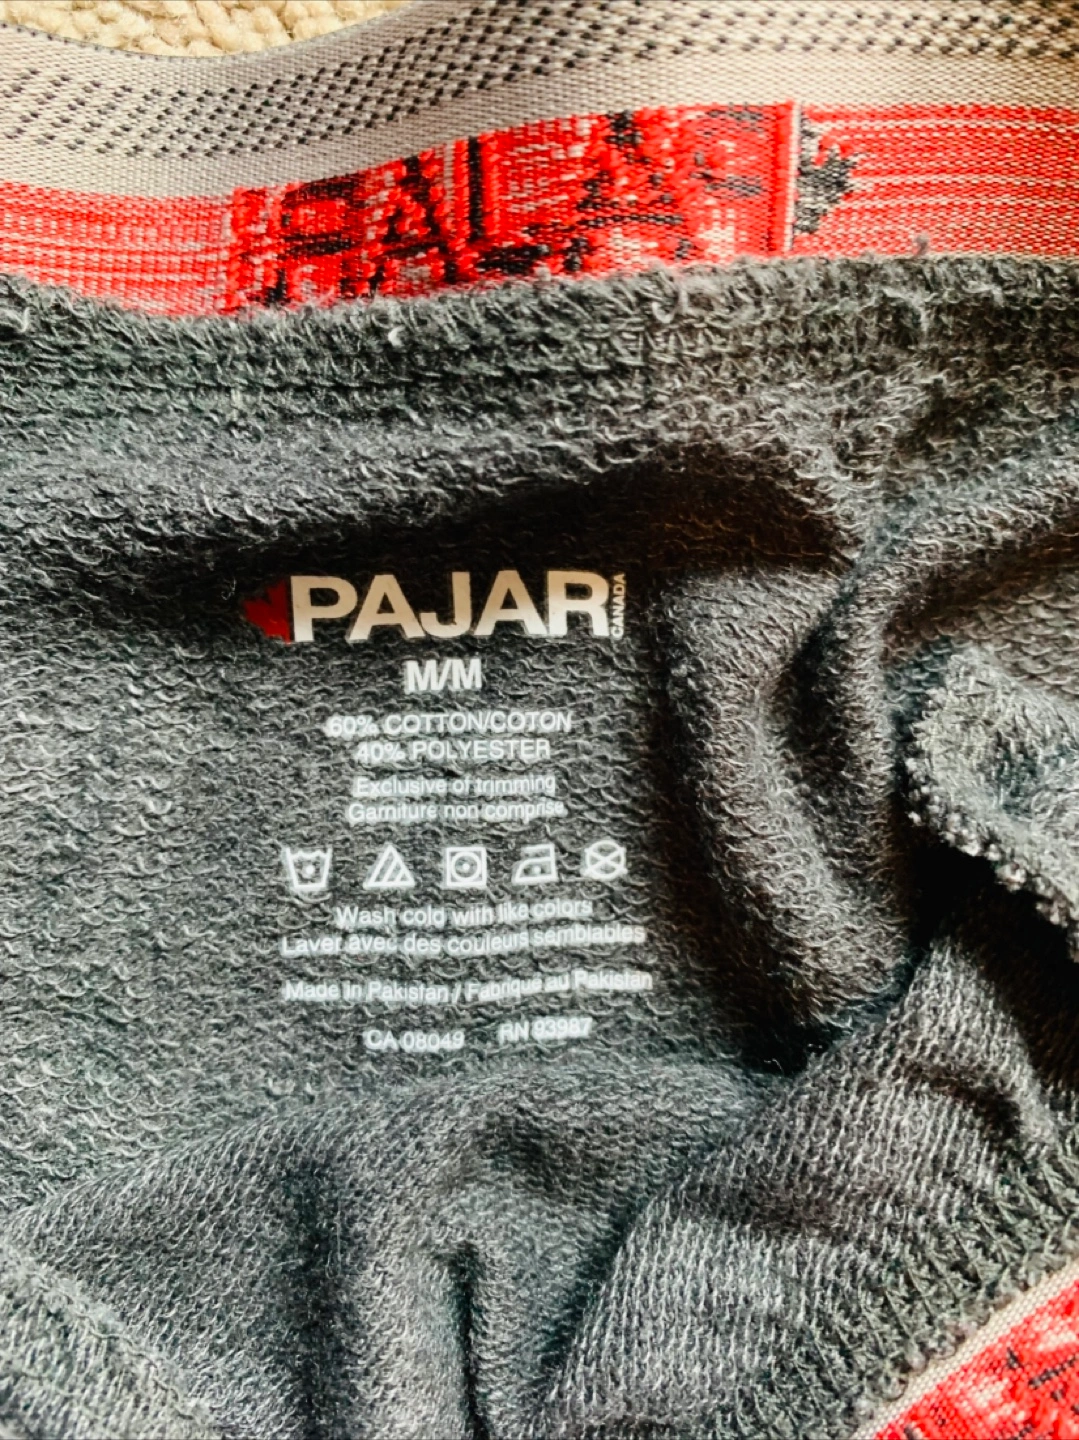 PAJAR CANADA
M/M
60% COTTON/COTON
40% POLYESTER
Exclusive of trimming
Garniture non comprise
Wash cold with like colors
Laver avec des couleurs semblables
Made in Pakistan / Fabriqué au Pakistan
CA 08049 RN 93987